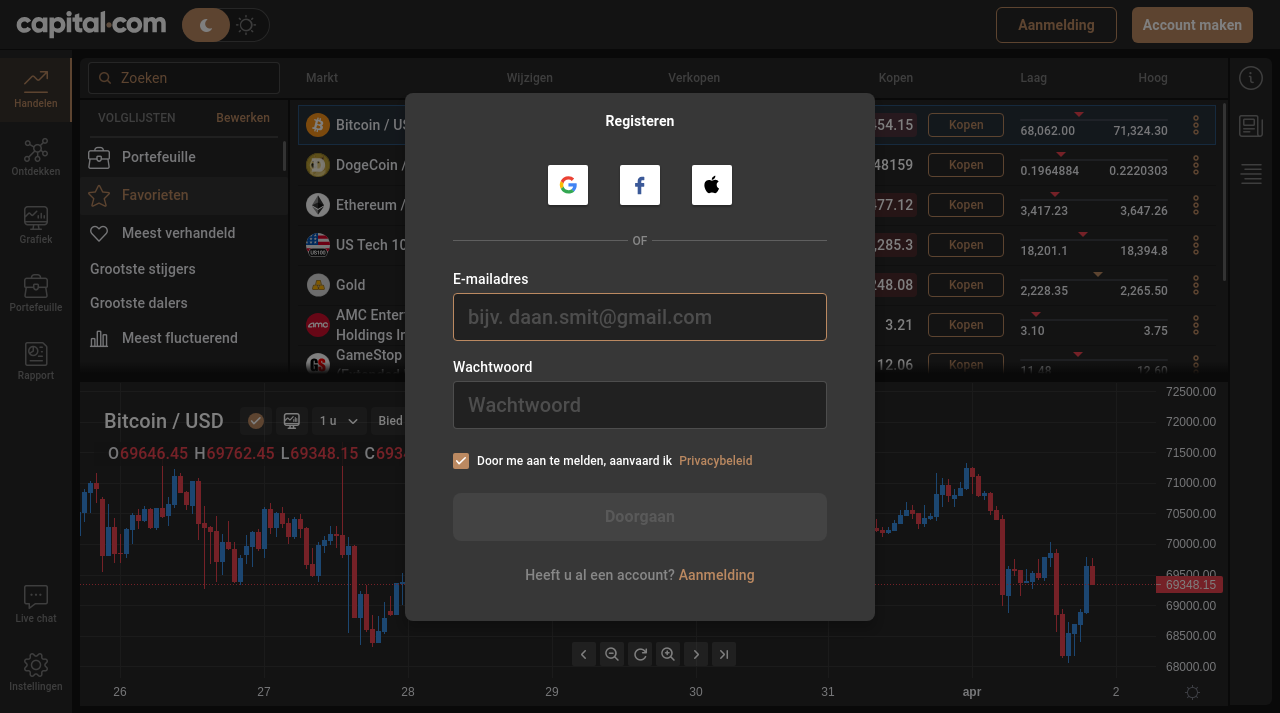 capital.com
Aanmelding
Account maken
Handelen
Ontdekken
Grafiek
Portefeuille
Rapport
Live chat
Instellingen
Zoeken
VOLGLIJSTEN
Bewerken
Portefeuille
Favorieten
Meest verhandeld
Grootste stijgers
Grootste dalers
Meest fluctuerend
Markt Wijzigen Verkopen Kopen Laag Hoog
Bitcoin / US 54.15 Kopen 68,062.00 71,324.30
DogeCoin / 48159 Kopen 0.1964884 0.2220303
Ethereum / 77.12 Kopen 3,417.23 3,647.26
US100
US Tech 10 ,285.3 Kopen 18,201.1 18,394.8
Gold 248.08 Kopen 2,228.35 2,265.50
amc
AMC Enter
Holdings In
3.21 Kopen 3.10 3.75
GameStop
12.06 Kopen 11.48 12.60
Registeren
OF
E-mailadres
bijv. daan.smit@gmail.com
Wachtwoord
Wachtwoord
Door me aan te melden, aanvaard ik Privacybeleid
Doorgaan
Heeft u al een account? Aanmelding
Bitcoin / USD
1 u
Bied
O69646.45 H69762.45 L69348.15 C693
72500.00
72000.00
71500.00
71000.00
70500.00
70000.00
69500.00
69348.15
69000.00
68500.00
68000.00
26 27 28 29 30 31 apr 2